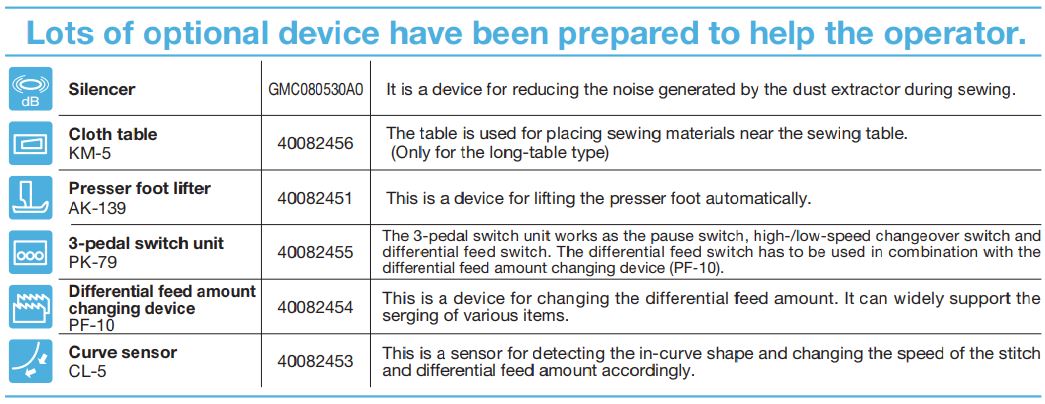 Lots of optional device have been prepared to help the operator.
dB
Silencer
GMC080530A0
It is a device for reducing the noise generated by the dust extractor during sewing.
Cloth table
KM-5
40082456
The table is used for placing sewing materials near the sewing table.
(Only for the long-table type)
Presser foot lifter
AK-139
40082451
This is a device for lifting the presser foot automatically.
3-pedal switch unit
PK-79
40082455
The 3-pedal switch unit works as the pause switch, high-/low-speed changeover switch and
differential feed switch. The differential feed switch has to be used in combination with the
differential feed amount changing device (PF-10).
Differential feed amount
changing device
PF-10
40082454
This is a device for changing the differential feed amount. It can widely support the
serging of various items.
Curve sensor
CL-5
40082453
This is a sensor for detecting the in-curve shape and changing the speed of the stitch
and differential feed amount accordingly.